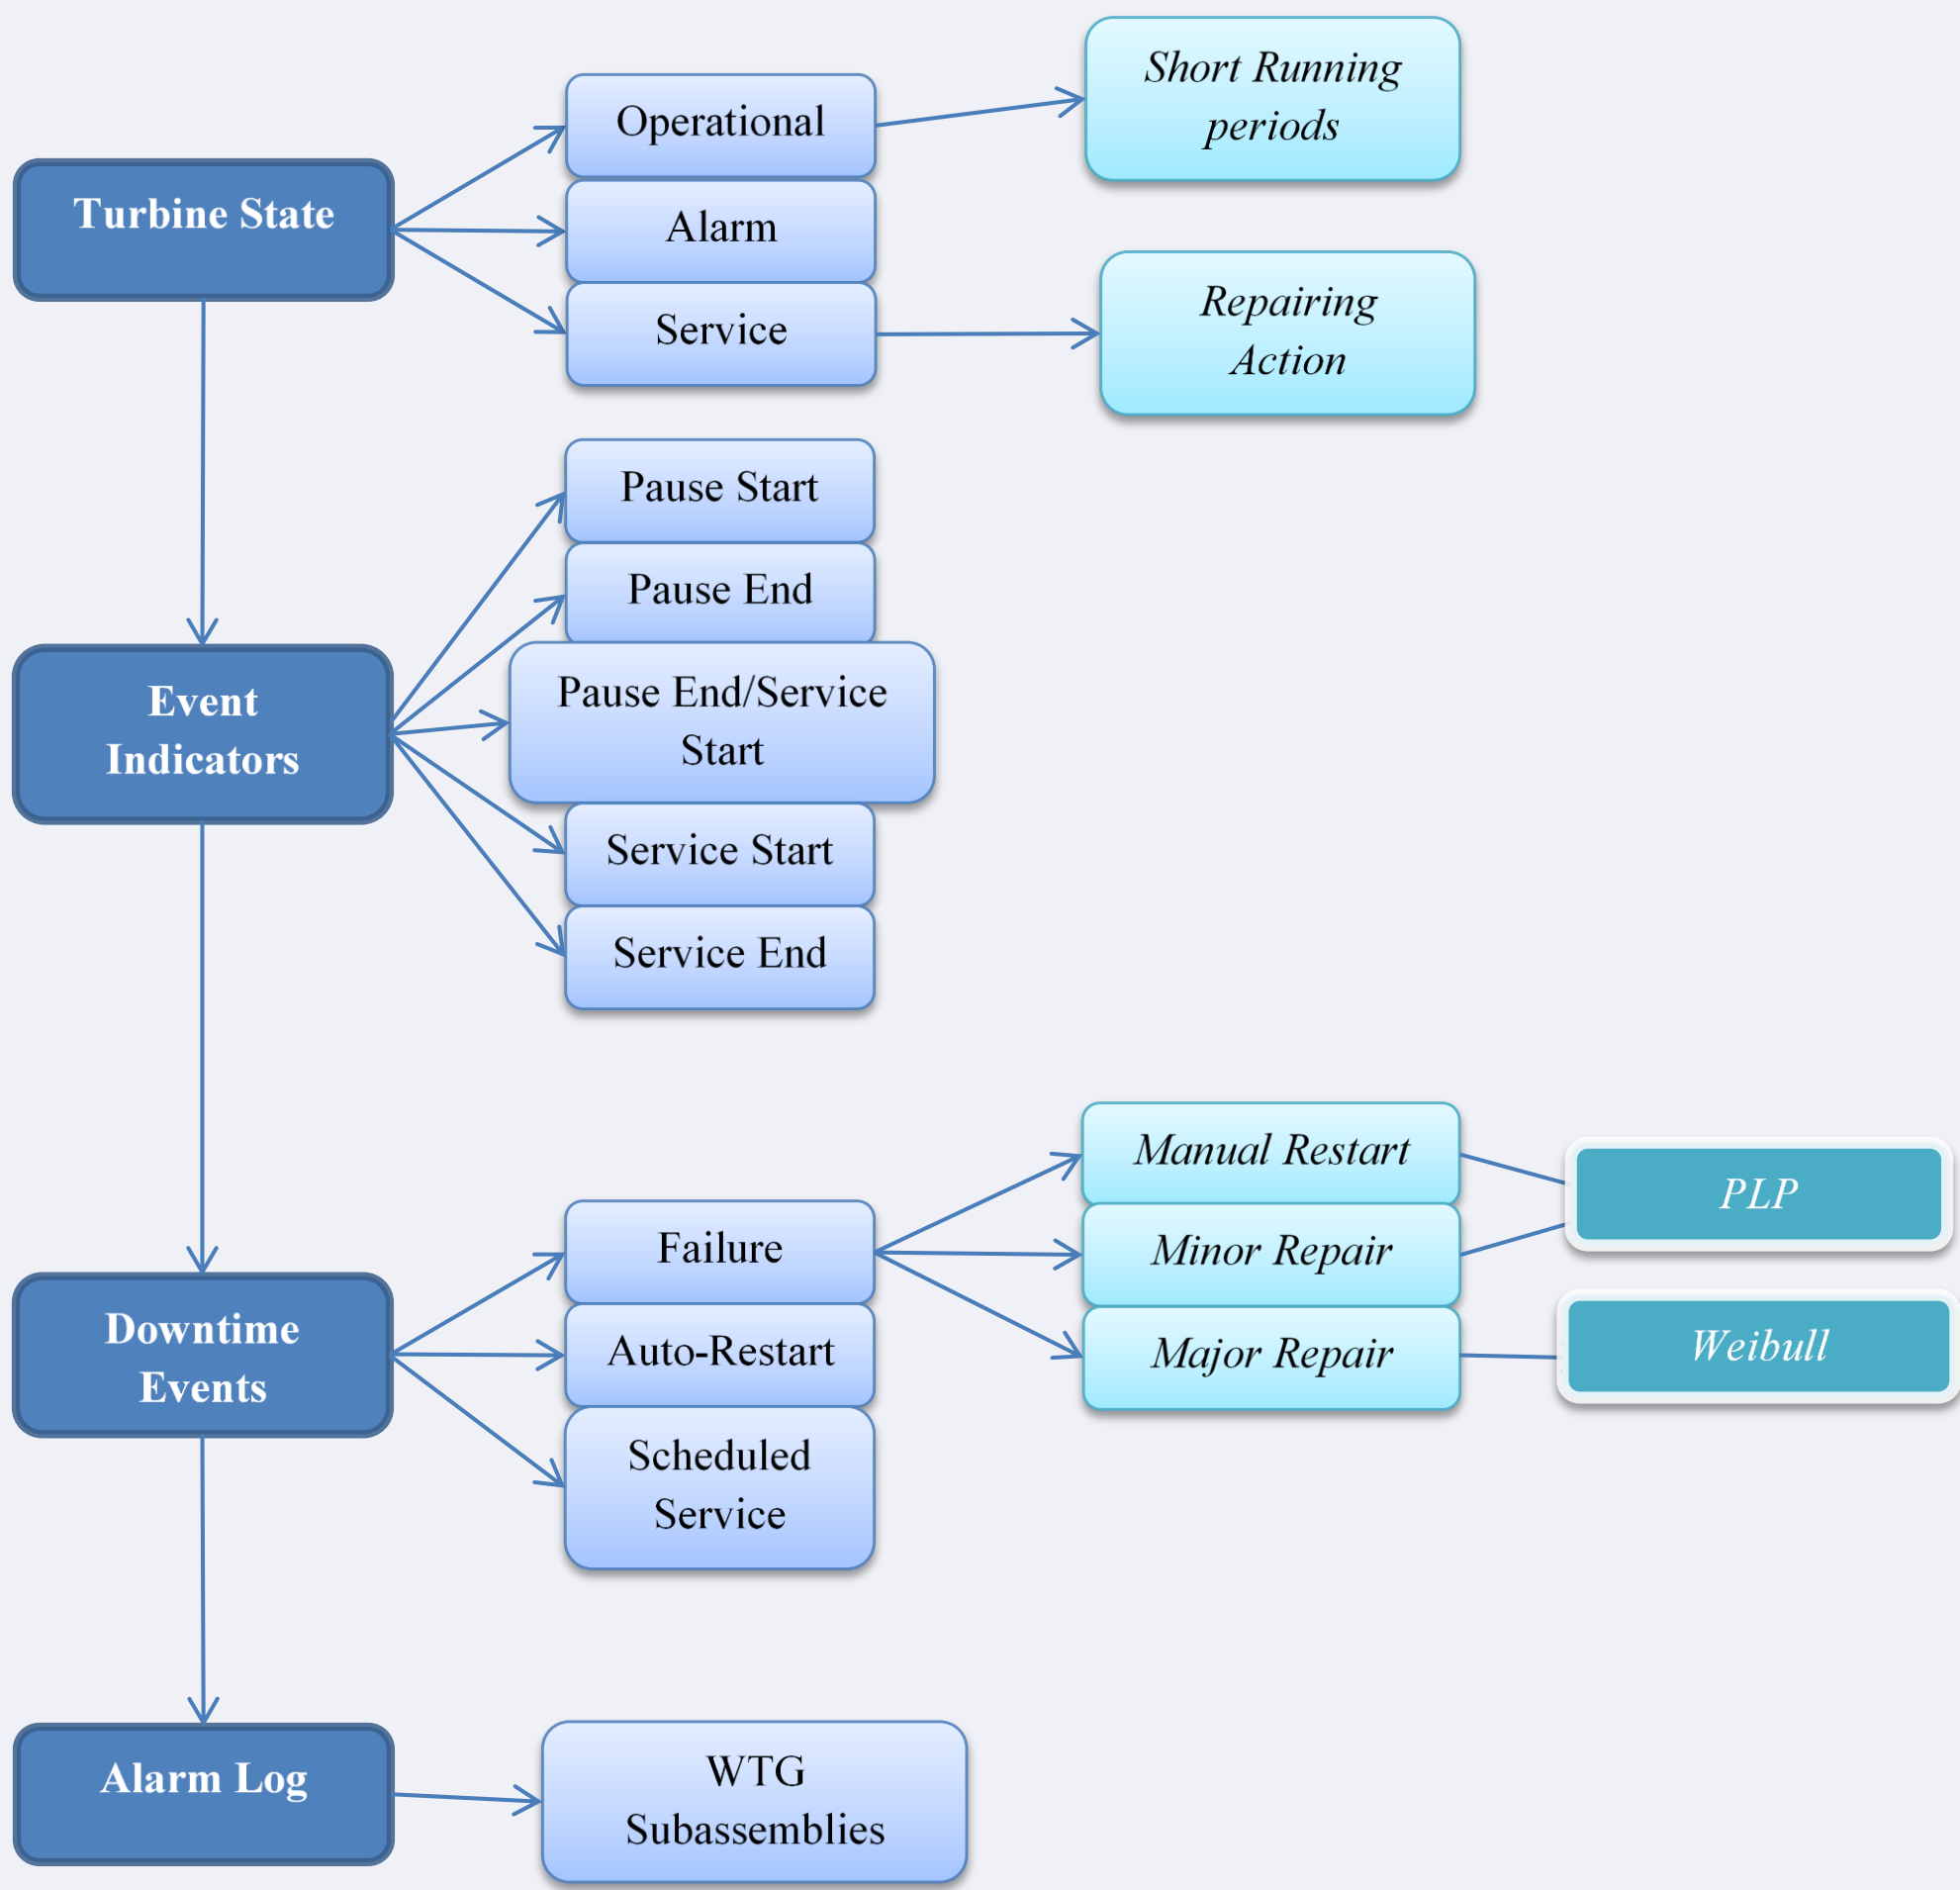 Turbine State
Operational
Alarm
Service
Short Running
periods
Repairing
Action
Event
Indicators
Pause Start
Pause End
Pause End/Service
Start
Service Start
Service End
Downtime
Events
Failure
Auto-Restart
Scheduled
Service
Manual Restart
Minor Repair
Major Repair
PLP
Weibull
Alarm Log
WTG
Subassemblies